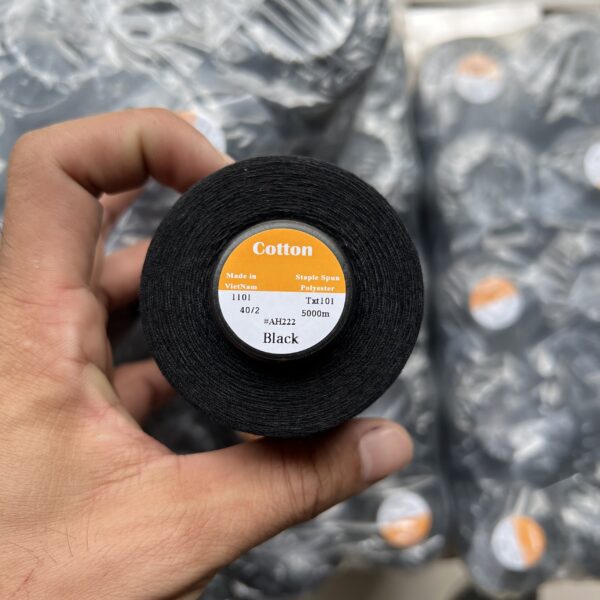 Cotton
Made in Staple Spun
VietNam Polyester
1101 Txt101
40/2 5000m
#AH222
Black